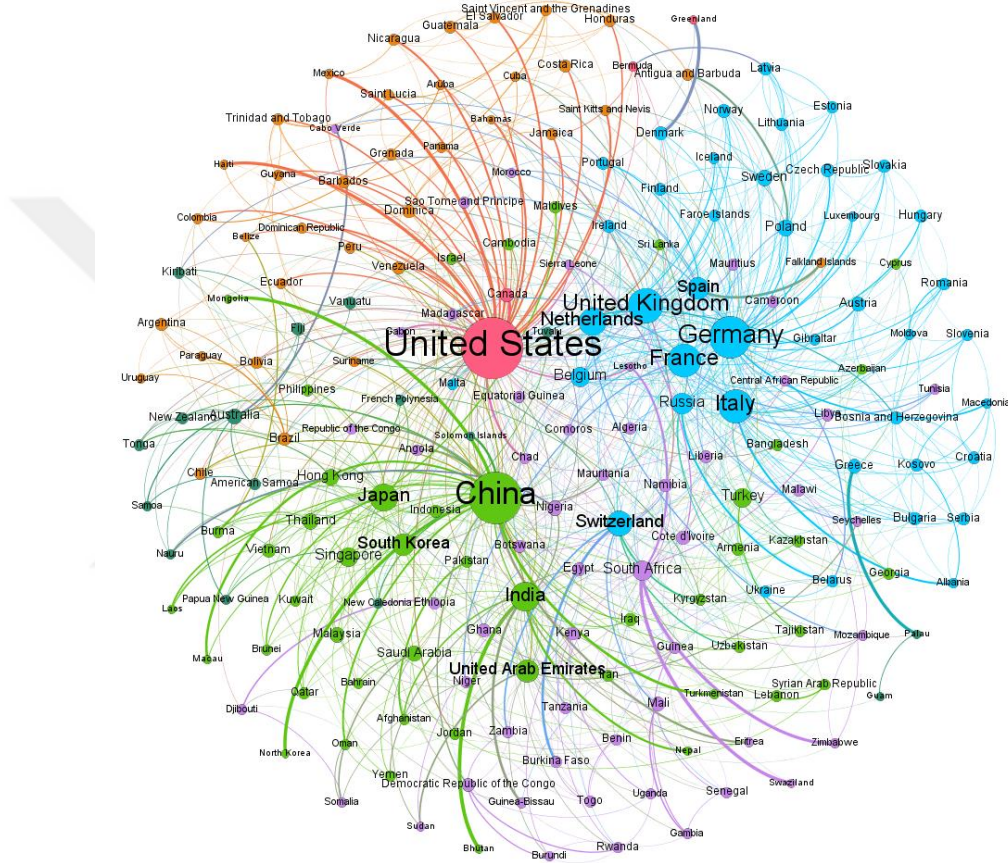 Saint Vincent and the Grenadines
El Salvador
Honduras
Greenland
Guatemala
Nicaragua
Mexico
Costa Rica
Bermuda
Antigua and Barbuda
Latvia
Aruba
Cuba
Saint Lucia
Saint Kitts and Nevis
Norway
Estonia
Trinidad and Tobago
Bahamas
Cabo Verde
Jamaica
Denmark
Lithuania
Panama
Grenada
Haiti
Guyana
Barbados
Morocco
Portugal
Iceland
Slovakia
Czech Republic
Sweden
Finland
Sao Tome and Principe
Maldives
Colombia
Dominican Republic
Dominica
Faroe Islands
Luxembourg
Hungary
Belize
Peru
Cambodia
Ireland
Poland
Israel
Sri Lanka
Kiribati
Ecuador
Venezuela
Sierra Leone
Mauritius
Falkland Islands
Cyprus
Mongolia
Vanuatu
Canada
Spain
Cameroon
Romania
United Kingdom
Austria
Argentina
Fiji
Madagascar
Netherlands
Gabon
Tuvalu
Germany
Gibraltar
Moldova
Slovenia
United States
Paraguay
Bolivia
Suriname
France
Lesotho
Azerbaijan
Uruguay
Malta
Belgium
Central African Republic
Philippines
French Polynesia
Equatorial Guinea
Tunisia
Russia
Italy
Macedonia
New Zealand
Australia
Republic of the Congo
Comoros
Algeria
Libya
Bosnia and Herzegovina
Tonga
Brazil
Solomon Islands
Angola
Chad
Liberia
Bangladesh
Croatia
Greece
Kosovo
Chile
American Samoa
Hong Kong
Mauritania
Namibia
Malawi
Samoa
Japan
China
Turkey
Indonesia
Nigeria
Seychelles
Bulgaria
Serbia
Burma
Thailand
Switzerland
Cote d'Ivoire
Kazakhstan
Nauru
Vietnam
South Korea
Botswana
Armenia
Singapore
Pakistan
Egypt
South Africa
Georgia
Albania
Belarus
Ukraine
Kyrgyzstan
Laos
Papua New Guinea
Kuwait
New Caledonia
Ethiopia
India
Iraq
Tajikistan
Mozambique
Palau
Malaysia
Ghana
Kenya
Guinea
Uzbekistan
Macau
Brunei
Saudi Arabia
United Arab Emirates
Iran
Qatar
Bahrain
Niger
Turkmenistan
Lebanon
Syrian Arab Republic
Guam
Djibouti
Afghanistan
Tanzania
Mali
Jordan
Zambia
Benin
Eritrea
Zimbabwe
North Korea
Oman
Nepal
Burkina Faso
Yemen
Democratic Republic of the Congo
Swaziland
Somalia
Guinea-Bissau
Togo
Uganda
Senegal
Sudan
Gambia
Bhutan
Burundi
Rwanda